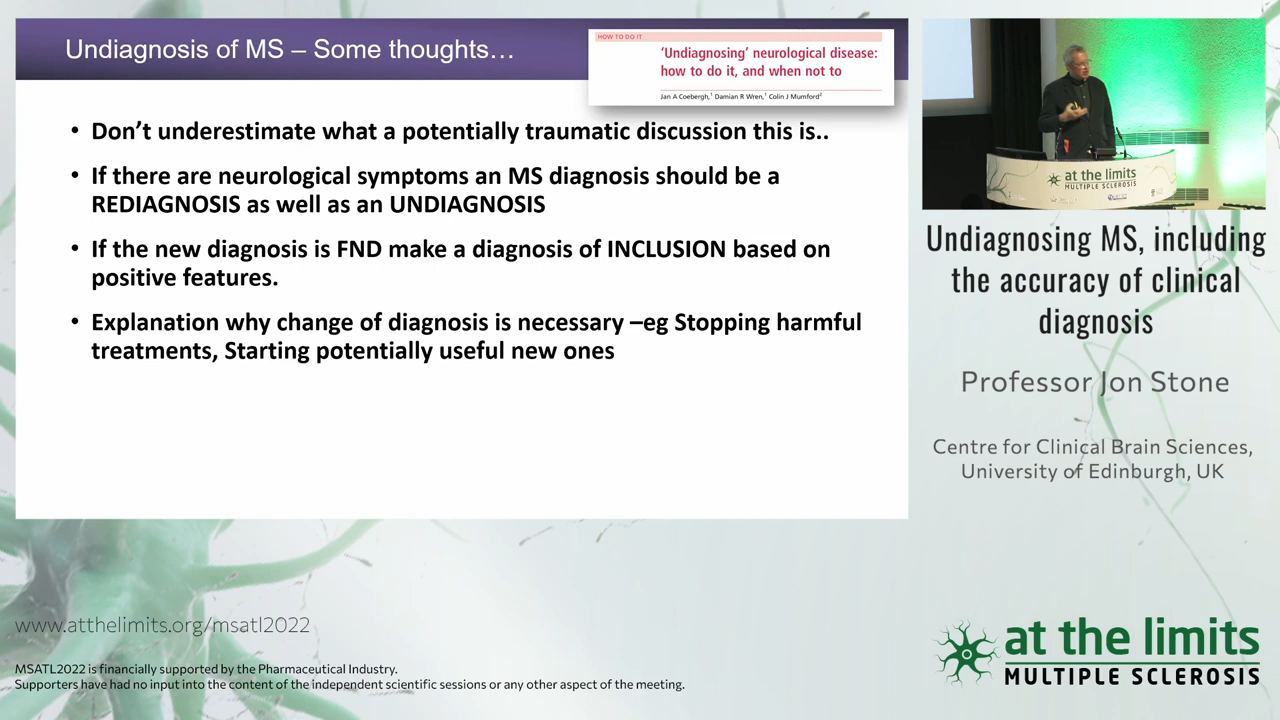 Undiagnosis of MS – Some thoughts…
HOW TO DO IT
‘Undiagnosing’ neurological disease:
how to do it, and when not to
Jan A Coebergh,1 Damian R Wren,1 Colin J Mumford2
• Don’t underestimate what a potentially traumatic discussion this is..
• If there are neurological symptoms an MS diagnosis should be a
REDIAGNOSIS as well as an UNDIAGNOSIS
• If the new diagnosis is FND make a diagnosis of INCLUSION based on
positive features.
• Explanation why change of diagnosis is necessary –eg Stopping harmful
treatments, Starting potentially useful new ones
at the limits
MULTIPLE SCLEROSIS
Undiagnosing MS, including
the accuracy of clinical
diagnosis
Professor Jon Stone
Centre for Clinical Brain Sciences,
University of Edinburgh, UK
www.atthelimits.org/msatl2022
MSATL2022 is financially supported by the Pharmaceutical Industry.
Supporters have had no input into the content of the independent scientific sessions or any other aspect of the meeting.
at the limits
MULTIPLE SCLEROSIS